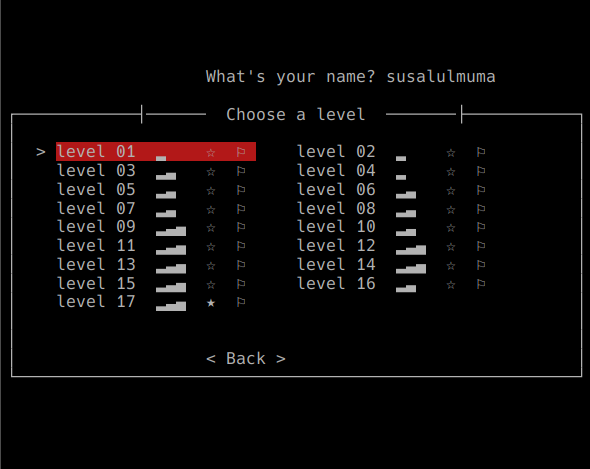 What's your name? susalulmuma
Choose a level
> level 01 ☆ ⚐ level 02 ☆ ⚐
level 03 ☆ ⚐ level 04 ☆ ⚐
level 05 ☆ ⚐ level 06 ☆ ⚐
level 07 ☆ ⚐ level 08 ☆ ⚐
level 09 ☆ ⚐ level 10 ☆ ⚐
level 11 ☆ ⚐ level 12 ☆ ⚐
level 13 ☆ ⚐ level 14 ☆ ⚐
level 15 ☆ ⚐ level 16 ☆ ⚐
level 17 ★ ⚐
< Back >